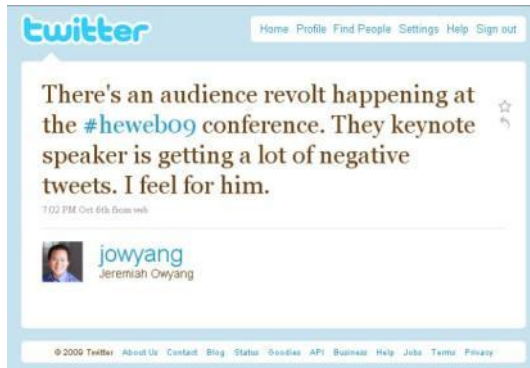 twitter
Home Profile Find People Settings Help Sign out
There's an audience revolt happening at
the #heweb09 conference. They keynote
speaker is getting a lot of negative
tweets. I feel for him.
7:02 PM Oct 6th from web
jowyang
Jeremiah Owyang
© 2009 Twitter About Us Contact Blog Status Goodies API Business Help Jobs Terms Privacy